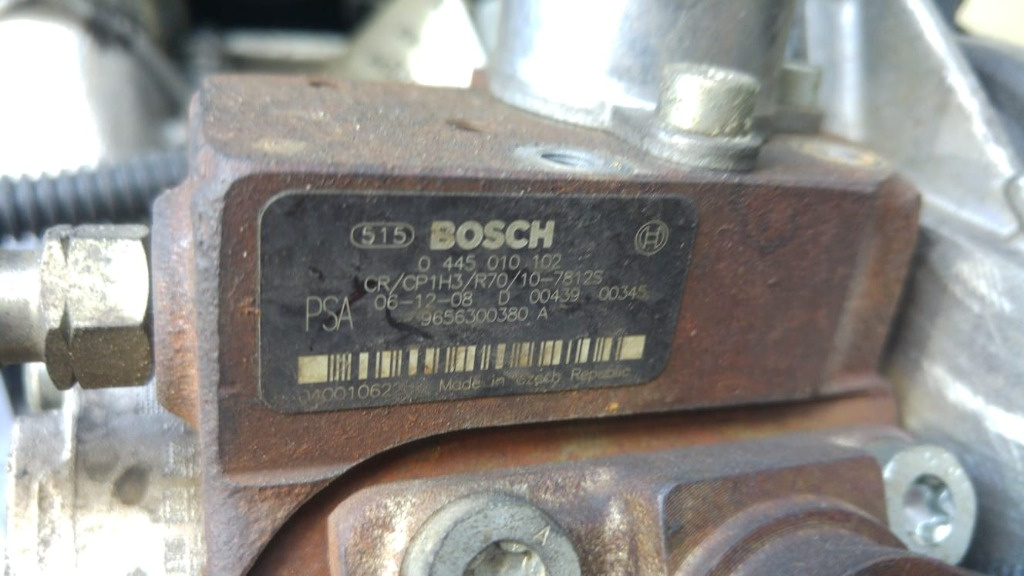 515 BOSCH
0 445 010 102
CR/CP1H3/R70/10-7812S
PSA 06-12-08 D 00439 00345
9656300380 A
Made in Czech Republic